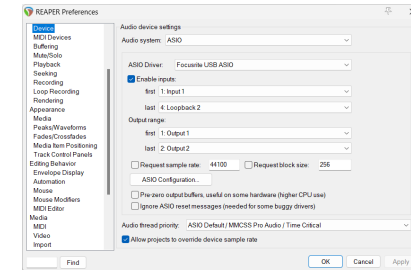 REAPER Preferences
Device
MIDI Devices
Buffering
Mute/Solo
Playback
Seeking
Recording
Loop Recording
Rendering
Appearance
Media
Peaks/Waveforms
Fades/Crossfades
Media Item Positioning
Track Control Panels
Editing Behavior
Envelope Display
Automation
Mouse
Mouse Modifiers
MIDI Editor
Media
MIDI
Video
Import
Find
Audio device settings
Audio system: ASIO
ASIO Driver: Focusrite USB ASIO
Enable inputs:
first 1: Input 1
last 4: Loopback 2
Output range:
first 1: Output 1
last 2: Output 2
Request sample rate: 44100 Request block size: 256
ASIO Configuration...
Pre-zero output buffers, useful on some hardware (higher CPU use)
Ignore ASIO reset messages (needed for some buggy drivers)
Audio thread priority: ASIO Default / MMCSS Pro Audio / Time Critical
Allow projects to override device sample rate
OK Cancel Apply